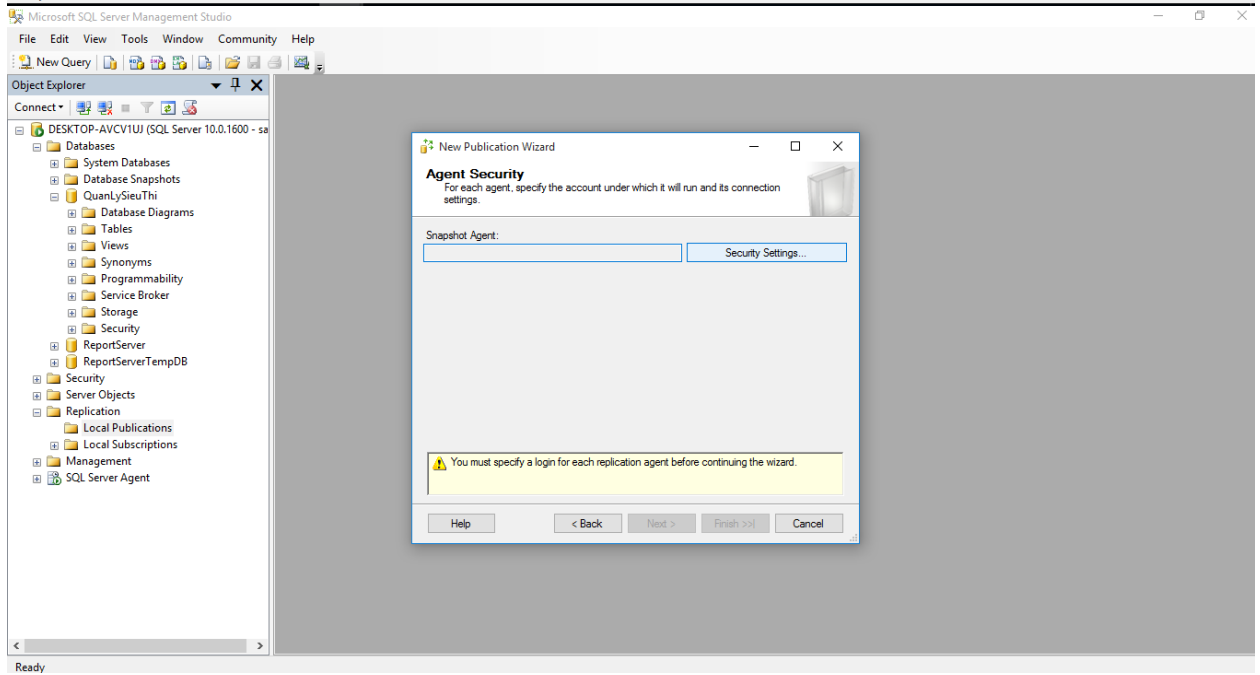 Microsoft SQL Server Management Studio
File Edit View Tools Window Community Help
New Query
Object Explorer
Connect
DESKTOP-AVCV1UJ (SQL Server 10.0.1600 - sa
Databases
System Databases
Database Snapshots
QuanLySieuThi
Database Diagrams
Tables
Views
Synonyms
Programmability
Service Broker
Storage
Security
ReportServer
ReportServerTempDB
Security
Server Objects
Replication
Local Publications
Local Subscriptions
Management
SQL Server Agent
New Publication Wizard
Agent Security
For each agent, specify the account under which it will run and its connection
settings.
Snapshot Agent:
Security Settings...
You must specify a login for each replication agent before continuing the wizard.
Help < Back Next > Finish >>| Cancel
Ready